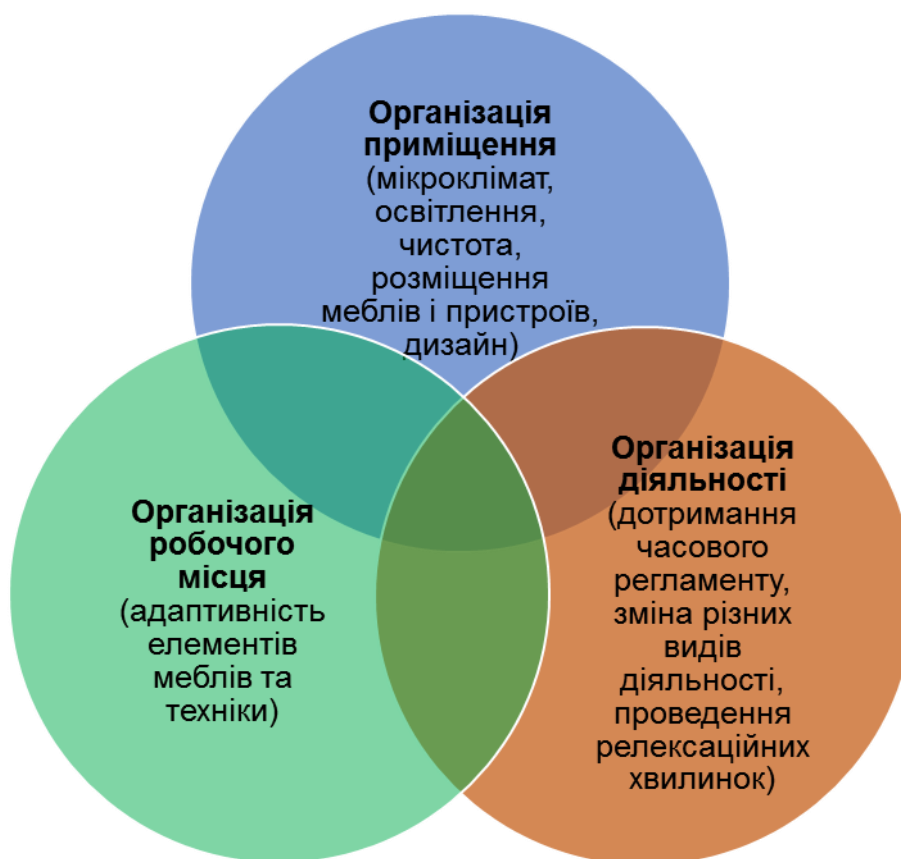 Організація
приміщення
(мікроклімат,
освітлення,
чистота,
розміщення
меблів і пристроїв,
дизайн)
Організація
робочого
місця
(адаптивність
елементів
меблів та
техніки)
Організація
діяльності
(дотримання
часового
регламенту,
зміна різних
видів
діяльності,
проведення
релексаційних
хвилинок)